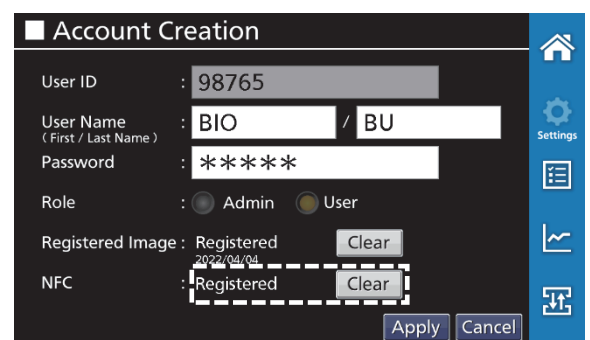 Account Creation
User ID : 98765
User Name : BIO / BU
( First / Last Name )
Settings
Password : *****
Role : Admin User
Registered Image : Registered Clear
2022/04/04
NFC : Registered Clear
Apply Cancel